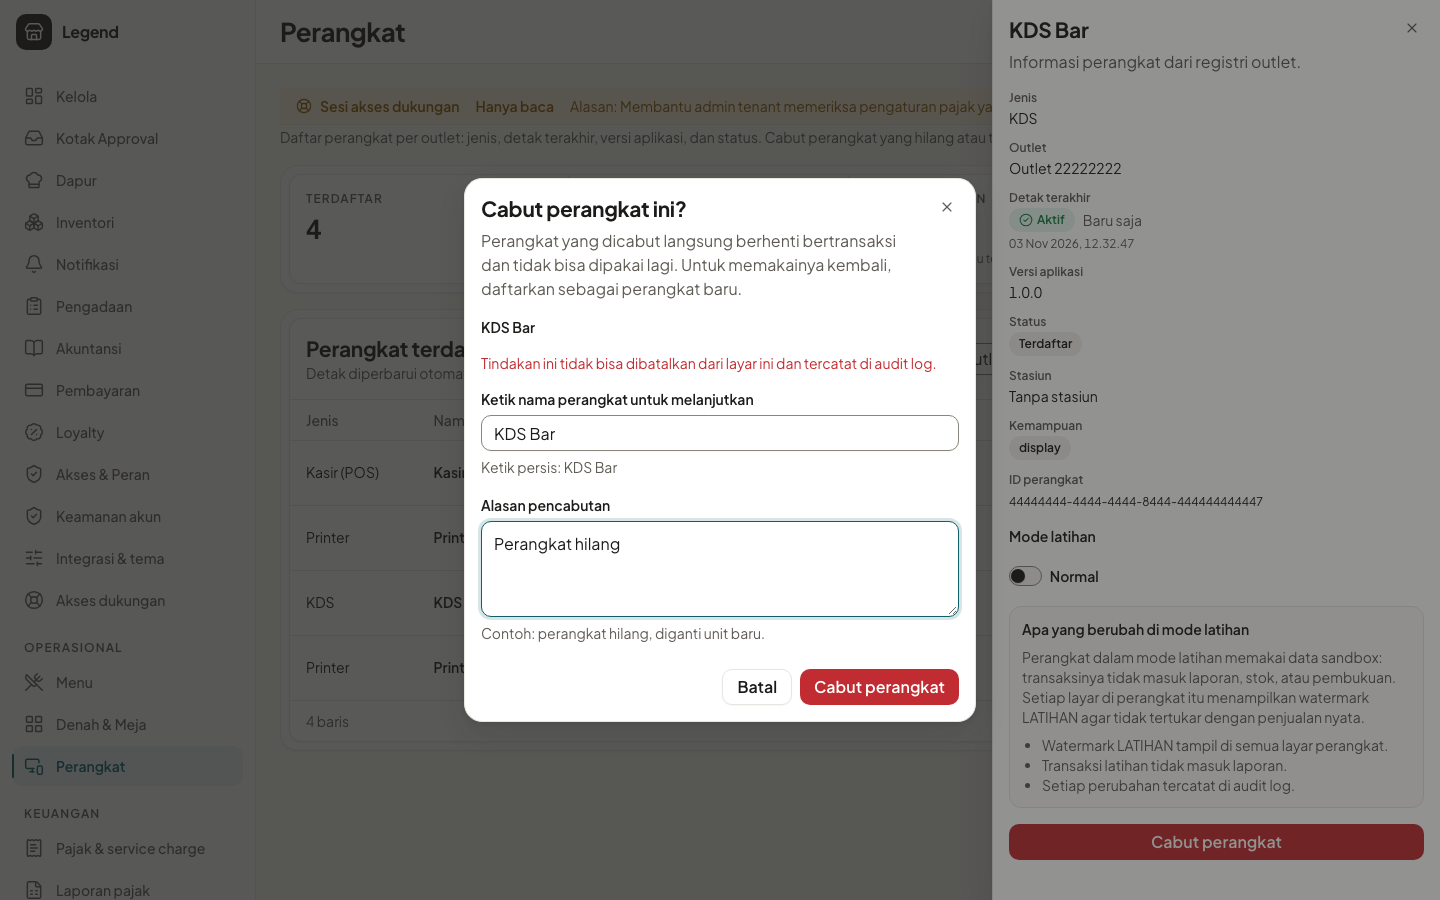 Legend
Kelola
Kotak Approval
Dapur
Inventori
Notifikasi
Pengadaan
Akuntansi
Pembayaran
Loyalty
Akses & Peran
Keamanan akun
Integrasi & tema
Akses dukungan
OPERASIONAL
Menu
Denah & Meja
Perangkat
KEUANGAN
Pajak & service charge
Laporan pajak
Perangkat
Sesi akses dukungan Hanya baca Alasan: Membantu admin tenant memeriksa pengaturan pajak
Daftar perangkat per outlet: jenis, detak terakhir, versi aplikasi, dan status. Cabut perangkat yang hilang atau
TERDAFTAR
4
Perangkat
Detak diperbarui
Jenis
Kasir (POS)
Printer
KDS KDS
Printer
4 baris
Cabut perangkat ini?
Perangkat yang dicabut langsung berhenti bertransaksi
dan tidak bisa dipakai lagi. Untuk memakainya kembali,
daftarkan sebagai perangkat baru.
KDS Bar
Tindakan ini tidak bisa dibatalkan dari layar ini dan tercatat di audit log.
Ketik nama perangkat untuk melanjutkan
KDS Bar
Ketik persis: KDS Bar
Alasan pencabutan
Perangkat hilang
Contoh: perangkat hilang, diganti unit baru.
Batal
Cabut perangkat
KDS Bar
Informasi perangkat dari registri outlet.
Jenis
KDS
Outlet
Outlet 22222222
Detak terakhir
Aktif Baru saja
03 Nov 2026, 12.32.47
Versi aplikasi
1.0.0
Status
Terdaftar
Stasiun
Tanpa stasiun
Kemampuan
display
ID perangkat
44444444-4444-4444-8444-444444444447
Mode latihan
Normal
Apa yang berubah di mode latihan
Perangkat dalam mode latihan memakai data sandbox:
transaksinya tidak masuk laporan, stok, atau pembukuan.
Setiap layar di perangkat itu menampilkan watermark
LATIHAN agar tidak tertukar dengan penjualan nyata.
• Watermark LATIHAN tampil di semua layar perangkat.
• Transaksi latihan tidak masuk laporan.
• Setiap perubahan tercatat di audit log.
Cabut perangkat